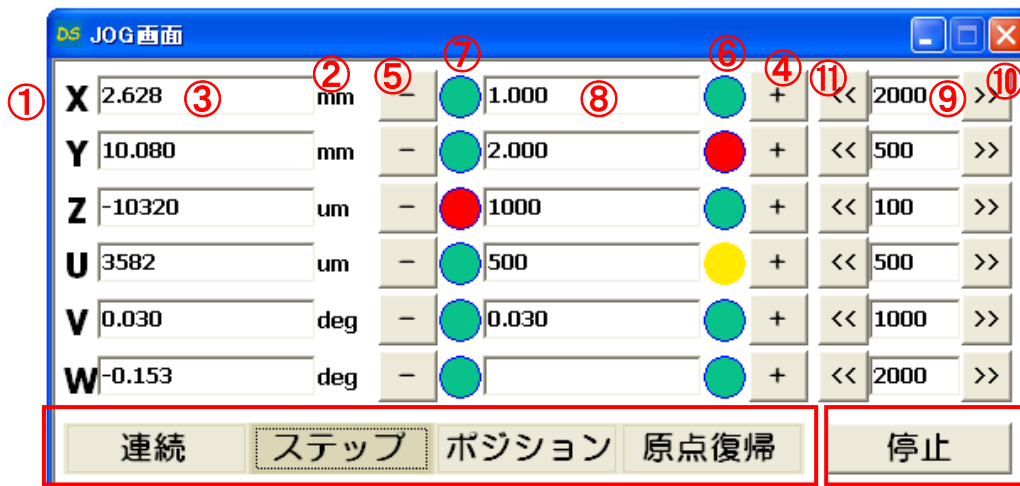 DS JOG画面
⑦ ⑥
① X 2.628 ③ ② mm ⑤ - 1.000 ⑧ ④ + ⑪ << 2000 ⑨ >> ⑩
Y 10.080 mm - 2.000 + << 500 >>
Z -10320 um - 1000 + << 100 >>
U 3582 um - 500 + << 500 >>
V 0.030 deg - 0.030 + << 1000 >>
W -0.153 deg - + << 2000 >>
連続 ステップ ポジション 原点復帰 停止